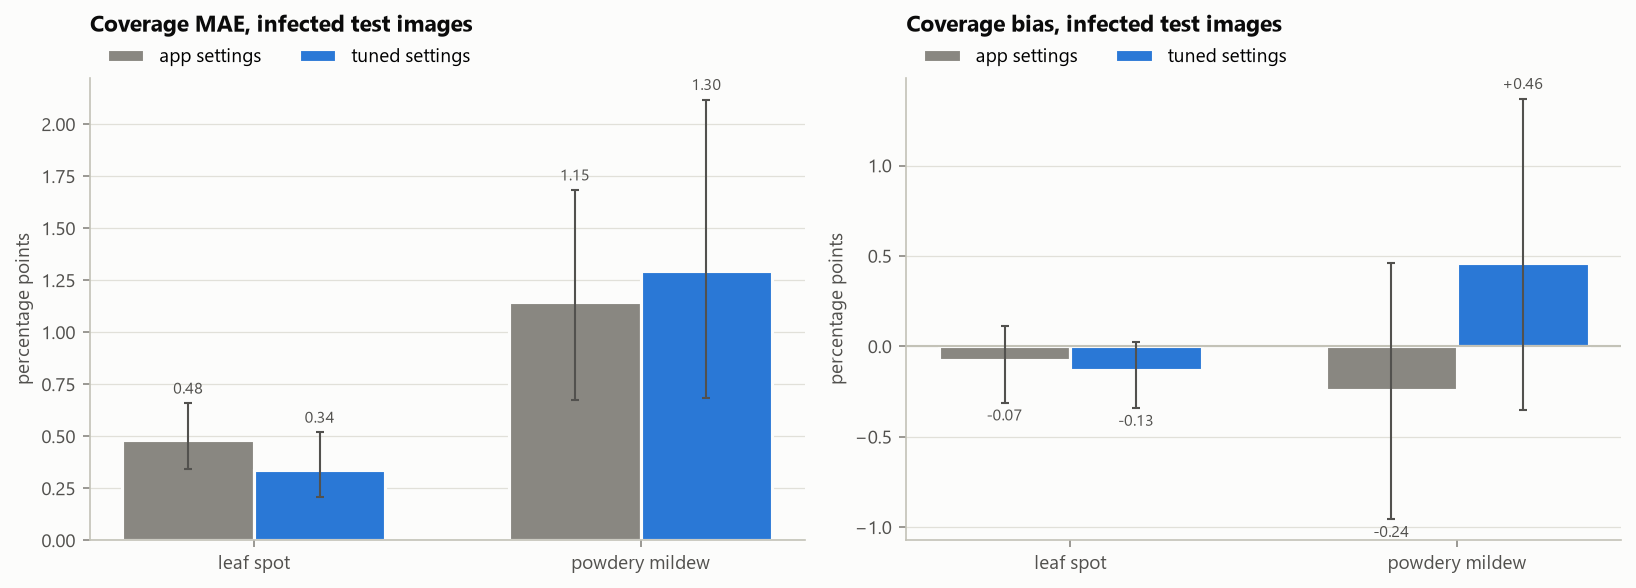 Coverage MAE, infected test images
app settings tuned settings
1.30
1.15
0.48
0.34
2.00
1.75
1.50
1.25
1.00
0.75
0.50
0.25
0.00
percentage points
leaf spot powdery mildew
Coverage bias, infected test images
app settings tuned settings
+0.46
-0.07
-0.13
-0.24
1.0
0.5
0.0
−0.5
−1.0
percentage points
leaf spot powdery mildew